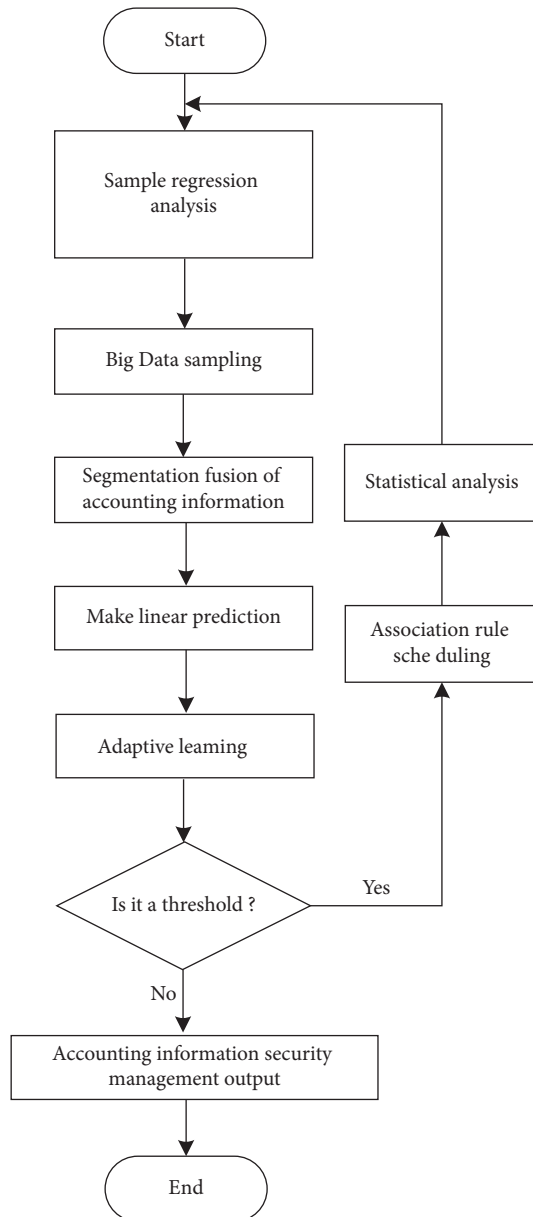 Start
Sample regression
analysis
Big Data sampling
Segmentation fusion of
accounting information
Statistical analysis
Make linear prediction
Association rule
sche duling
Adaptive leaming
Is it a threshold ?
Yes
No
Accounting information security
management output
End